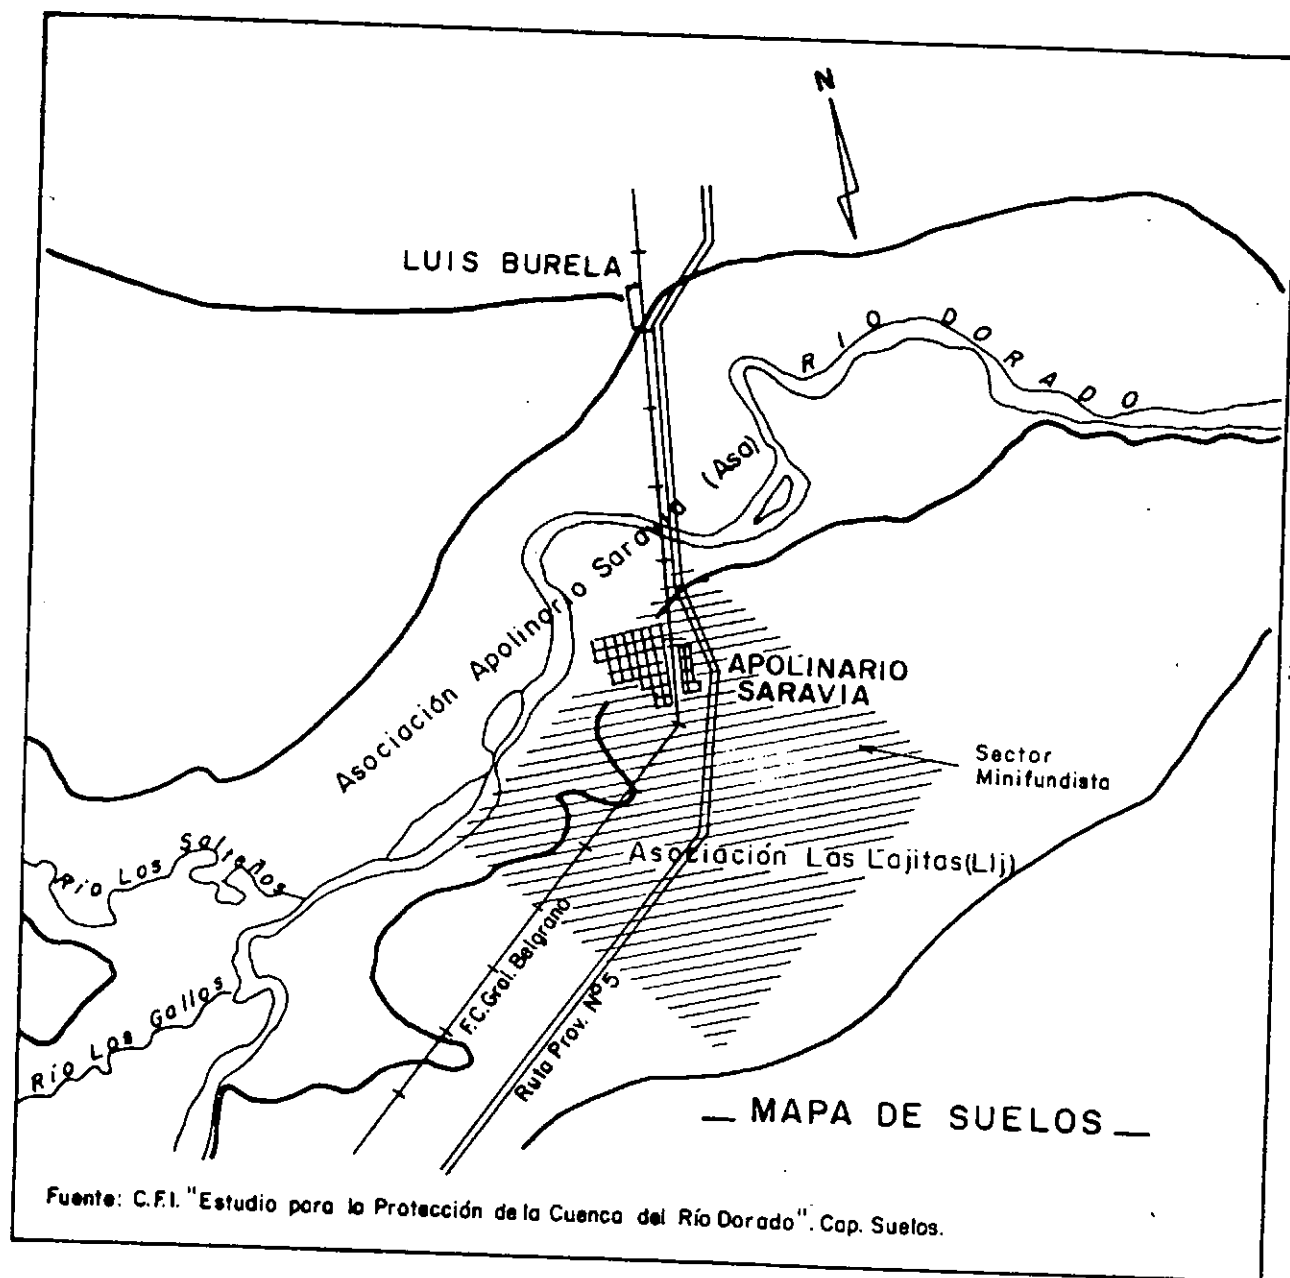 N
LUIS BURELA
RIO DORADO
Asociación Apolinario Saravia (Asa)
APOLINARIO
SARAVIA
Sector
Minifundista
Río Los Salteños
Asociación Las Lajitas(Llj)
F.C.Gral. Belgrano
Río Los Gallos
Ruta Prov. Nº 5
— MAPA DE SUELOS —
Fuente: C.F.I. "Estudio para la Protección de la Cuenca del Río Dorado". Cap. Suelos.